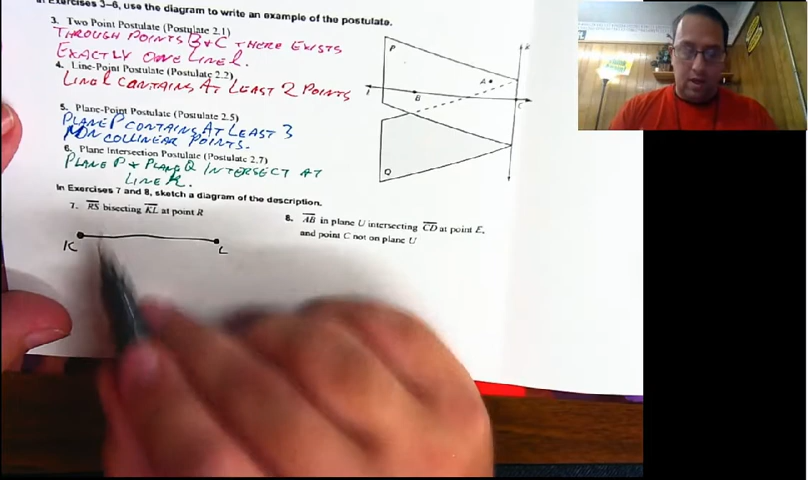 In Exercises 3–6, use the diagram to write an example of the postulate.
3. Two Point Postulate (Postulate 2.1)
THROUGH POINTS B & C THERE EXISTS
EXACTLY ONE LINE l.
4. Line-Point Postulate (Postulate 2.2)
LINE l CONTAINS AT LEAST 2 POINTS
5. Plane-Point Postulate (Postulate 2.5)
PLANE P CONTAINS AT LEAST 3
NON COLLINEAR POINTS.
6. Plane Intersection Postulate (Postulate 2.7)
PLANE P & PLANE Q INTERSECT AT
LINE k.
P
A
B
C
k
l
Q
In Exercises 7 and 8, sketch a diagram of the description.
7. RS bisecting KL at point R
8. AB in plane U intersecting CD at point E,
and point C not on plane U
K
L